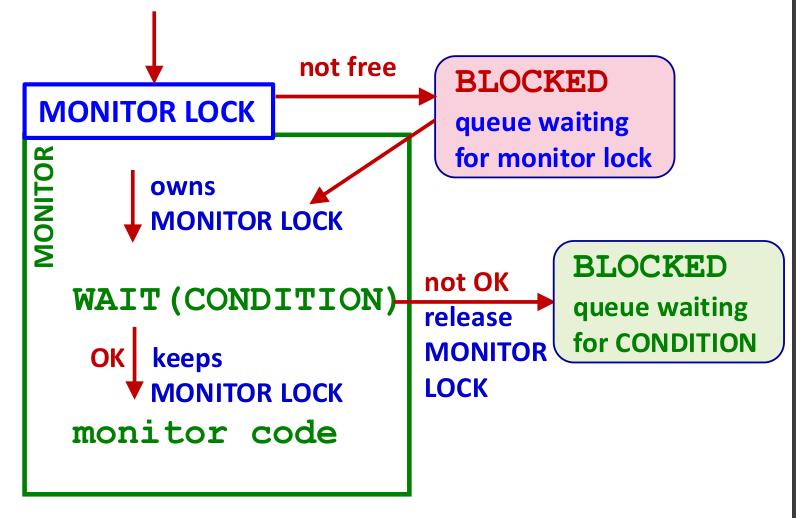 not free
MONITOR LOCK
BLOCKED
queue waiting
for monitor lock
MONITOR
owns
MONITOR LOCK
WAIT(CONDITION)
not OK
release
MONITOR
LOCK
BLOCKED
queue waiting
for CONDITION
OK
keeps
MONITOR LOCK
monitor code